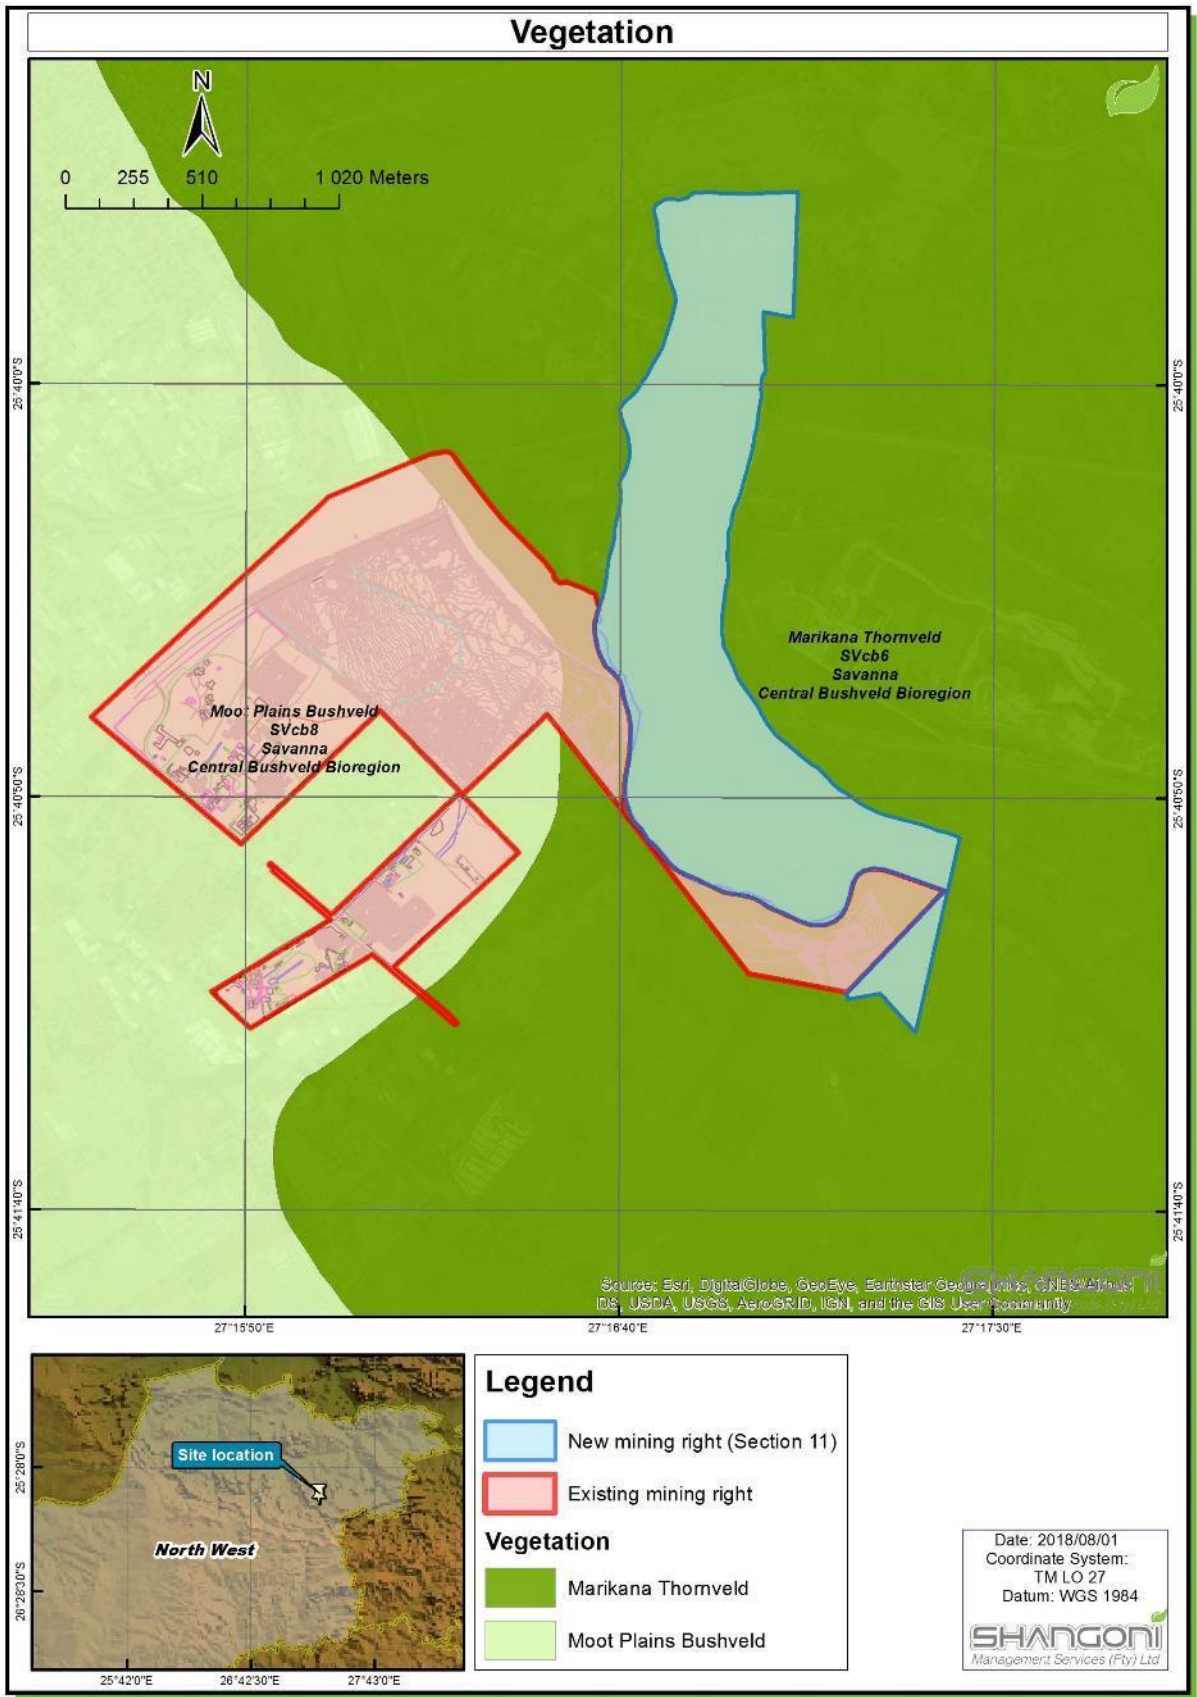 Vegetation
N
0 255 510 1 020 Meters
25°40'0"S
25°40'0"S
Marikana Thornveld
SVcb6
Savanna
Central Bushveld Bioregion
Moot Plains Bushveld
SVcb8
Savanna
Central Bushveld Bioregion
25°40'50"S
25°40'50"S
25°41'40"S
25°41'40"S
Source: Esri, DigitalGlobe, GeoEye, Earthstar Geographics, CNES/Airbus
DS, USDA, USGS, AeroGRID, IGN, and the GIS User Community
27°15'50"E 27°16'40"E 27°17'30"E
Site location
North West
25°28'0"S
26°28'30"S
25°42'0"E 26°42'30"E 27°43'0"E
Legend
New mining right (Section 11)
Existing mining right
Vegetation
Marikana Thornveld
Moot Plains Bushveld
Date: 2018/08/01
Coordinate System:
TM LO 27
Datum: WGS 1984
SHANGONI
Management Services (Pty) Ltd